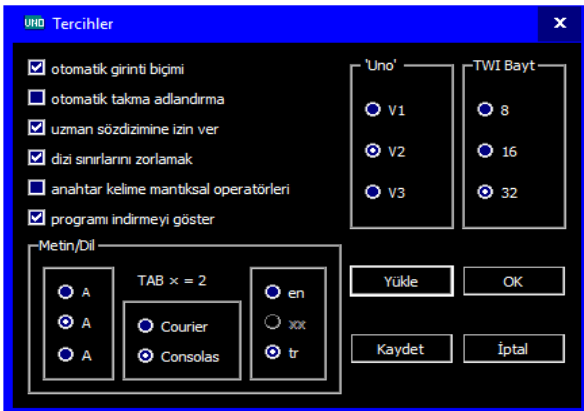 UNO Tercihler
x
otomatik girinti biçimi
otomatik takma adlandırma
uzman sözdizimine izin ver
dizi sınırlarını zorlamak
anahtar kelime mantıksal operatörleri
programı indirmeyi göster
'Uno'
V1
V2
V3
TWI Bayt
8
16
32
Metin/Dil
A
A
A
TAB × = 2
Courier
Consolas
en
xx
tr
Yükle
OK
Kaydet
İptal